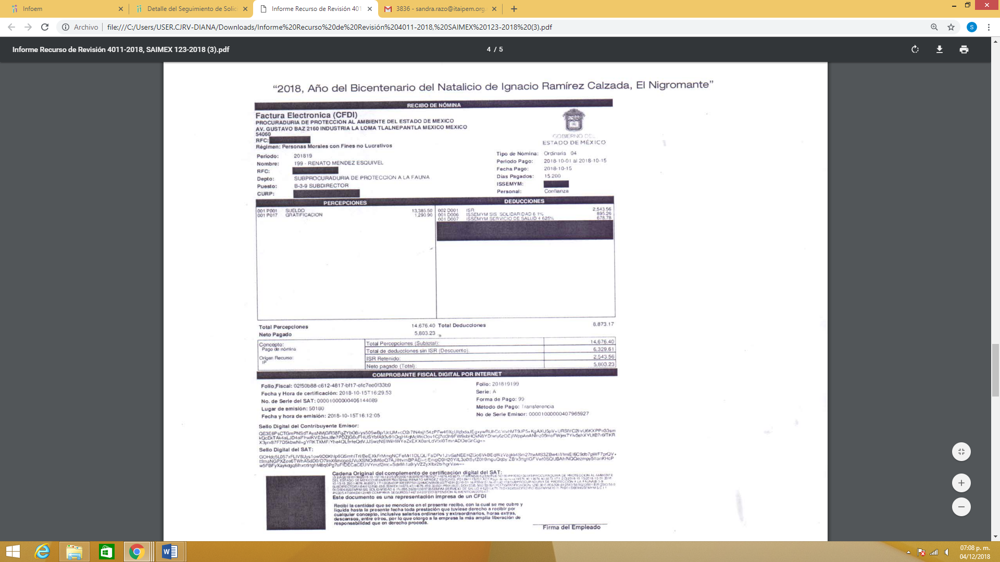 Infoem
Detalle del Seguimiento de Solic
Informe Recurso de Revisión 401
3836 - sandra.razo@itaipem.org.
Archivo
file:///C:/Users/USER.CJRV-DIANA/Downloads/Informe%20Recurso%20de%20Revisión%204011-2018,%20SAIMEX%20123-2018%20(3).pdf
S
Informe Recurso de Revisión 4011-2018, SAIMEX 123-2018 (3).pdf
4 / 5
“2018, Año del Bicentenario del Natalicio de Ignacio Ramírez Calzada, El Nigromante”
RECIBO DE NÓMINA
Factura Electronica (CFDI)
PROCURADURIA DE PROTECCION AL AMBIENTE DEL ESTADO DE MEXICO
AV. GUSTAVO BAZ 2160 INDUSTRIA LA LOMA TLALNEPANTLA MEXICO MEXICO
54060
RFC:
Régimen: Personas Morales con Fines no Lucrativos
GOBIERNO DEL
ESTADO DE MÉXICO
Periodo: 201819
Nombre: 199 - RENATO MENDEZ ESQUIVEL
RFC:
Depto: SUBPROCURADURIA DE PROTECCION A LA FAUNA
Puesto: B-3-9 SUBDIRECTOR
CURP:
Tipo de Nomina: Ordinaria 04
Periodo Pago: 2018-10-01 al 2018-10-15
Fecha Pago: 2018-10-15
Días Pagados: 15.200
ISSEMYM:
Personal: Confianza
PERCEPCIONES
DEDUCCIONES
001 P001 SUELDO 13,385.50
001 P017 GRATIFICACION 1,290.90
002 D001 ISR 2,543.56
001 D006 ISSEMYM SIS SOLIDARIDAD 6 1% 895.26
001 D007 ISSEMYM SERVICIO DE SALUD 4 625% 678.78
Total Percepciones 14,676.40 Total Deducciones 8,873.17
Neto Pagado 5,803.23
Concepto:
Pago de nómina
Origen Recurso:
IP
Total Percepciones (Subtotal): 14,676.40
Total de deducciones sin ISR (Descuento): 6,329.61
ISR Retenido: 2,543.56
Neto pagado (Total): 5,803.23
COMPROBANTE FISCAL DIGITAL POR INTERNET
Folio Fiscal: 02f50b88-c612-4817-bf17-efc7ee0f33b9
Fecha y Hora de certificación: 2018-10-15T16:29:53
No. de Serie del SAT: 00001000000406144089
Lugar de emisión: 50180
Fecha y hora de emisión: 2018-10-15T16:12:05
Folio: 201819199
Serie: A
Forma de Pago: 99
Método de Pago: Transferencia
No de Serie Emisor: 00001000000407965927
Sello Digital del Contribuyente Emisor:
Sello Digital del SAT:
Cadena Original del complemento de certificación digital del SAT:
Este documento es una representación impresa de un CFDI
Recibí la cantidad que se menciona en el presente recibo, con la cual se me cubre y
liquida hasta la presente fecha toda prestación que tuviese derecho a recibir por
cualquier concepto, inclusive salarios ordinarios y extraordinarios, horas extras,
descansos, entre otros, por lo que otorgo a la empresa la más amplia liberación de
responsabilidad que en derecho proceda.
Firma del Empleado
07:08 p. m.
04/12/2018